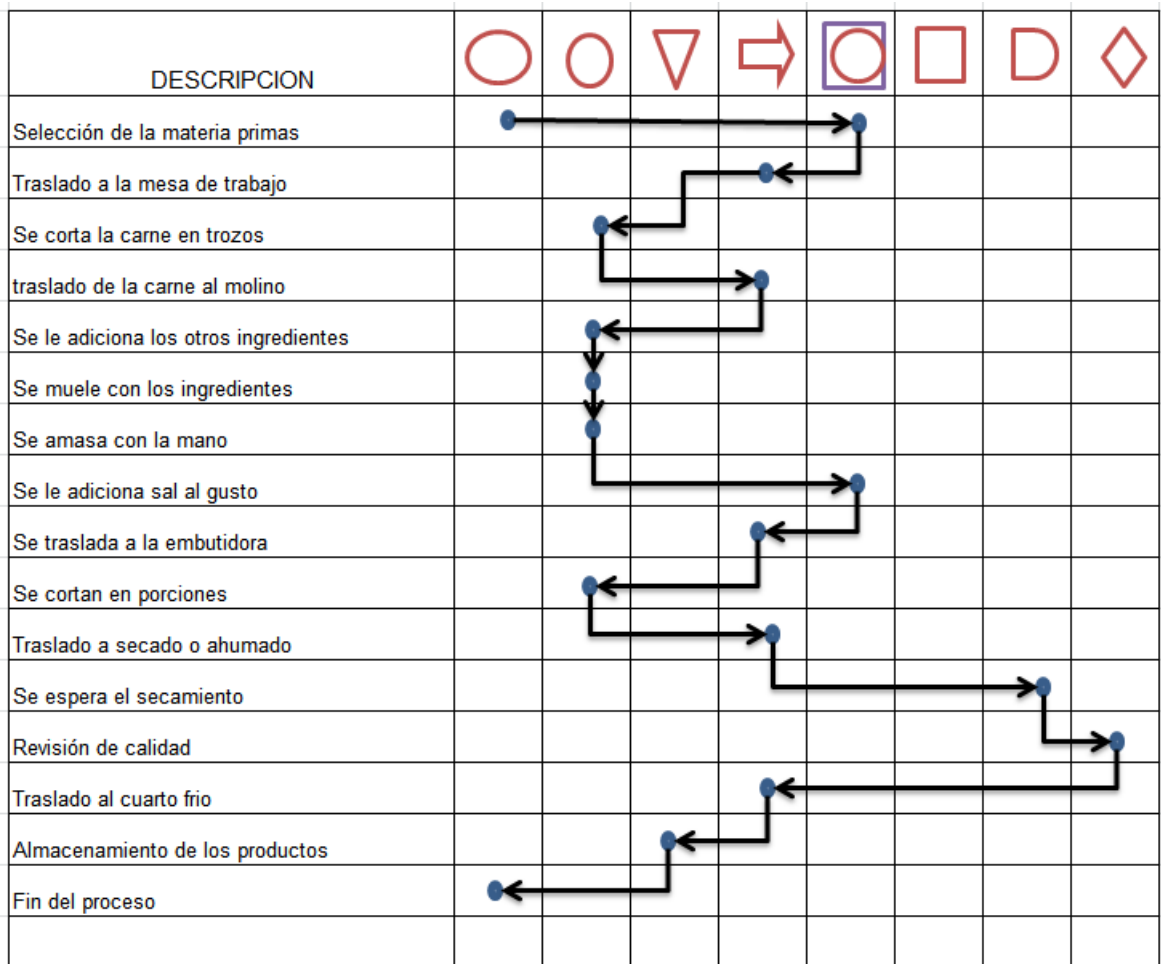 DESCRIPCION
Selección de la materia primas
Traslado a la mesa de trabajo
Se corta la carne en trozos
traslado de la carne al molino
Se le adiciona los otros ingredientes
Se muele con los ingredientes
Se amasa con la mano
Se le adiciona sal al gusto
Se traslada a la embutidora
Se cortan en porciones
Traslado a secado o ahumado
Se espera el secamiento
Revisión de calidad
Traslado al cuarto frio
Almacenamiento de los productos
Fin del proceso